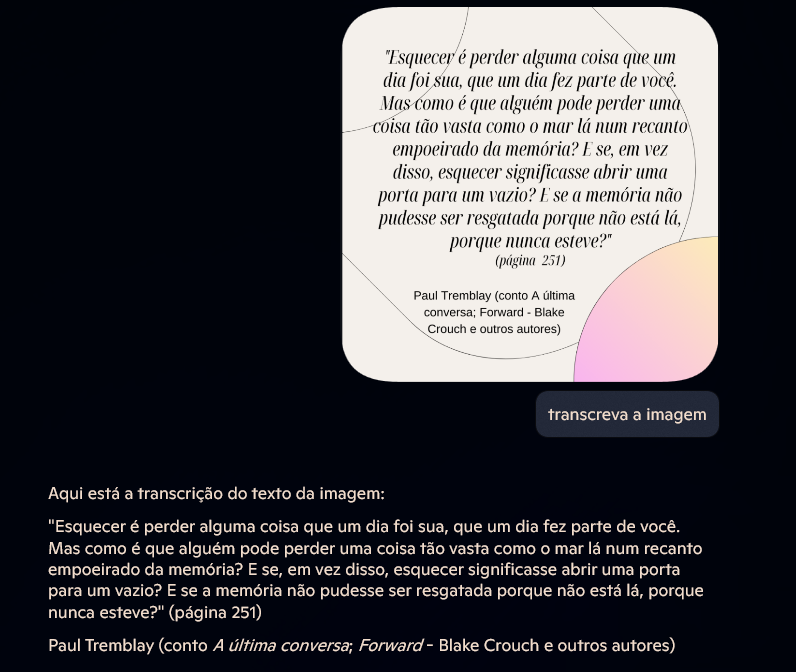 "Esquecer é perder alguma coisa que um
dia foi sua, que um dia fez parte de você.
Mas como é que alguém pode perder uma
coisa tão vasta como o mar lá num recanto
empoeirado da memória? E se, em vez
disso, esquecer significasse abrir uma
porta para um vazio? E se a memória não
pudesse ser resgatada porque não está lá,
porque nunca esteve?"
(página 251)
Paul Tremblay (conto A última
conversa; Forward - Blake
Crouch e outros autores)
transcreva a imagem
Aqui está a transcrição do texto da imagem:
"Esquecer é perder alguma coisa que um dia foi sua, que um dia fez parte de você.
Mas como é que alguém pode perder uma coisa tão vasta como o mar lá num recanto
empoeirado da memória? E se, em vez disso, esquecer significasse abrir uma porta
para um vazio? E se a memória não pudesse ser resgatada porque não está lá, porque
nunca esteve?" (página 251)
Paul Tremblay (conto A última conversa; Forward - Blake Crouch e outros autores)